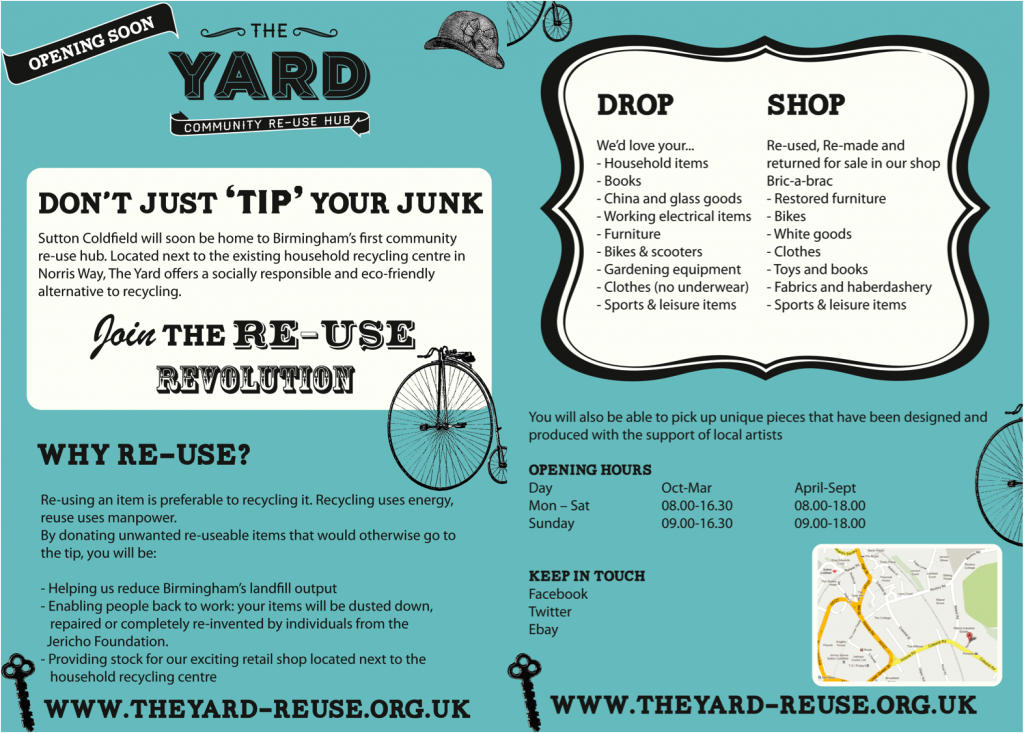 OPENING SOON
THE
YARD
COMMUNITY RE-USE HUB
DON'T JUST 'TIP' YOUR JUNK
Sutton Coldfield will soon be home to Birmingham's first community
re-use hub. Located next to the existing household recycling centre in
Norris Way, The Yard offers a socially responsible and eco-friendly
alternative to recycling.
Join THE RE-USE
REVOLUTION
WHY RE-USE?
Re-using an item is preferable to recycling it. Recycling uses energy,
reuse uses manpower.
By donating unwanted re-useable items that would otherwise go to
the tip, you will be:
- Helping us reduce Birmingham's landfill output
- Enabling people back to work: your items will be dusted down,
repaired or completely re-invented by individuals from the
Jericho Foundation.
- Providing stock for our exciting retail shop located next to the
household recycling centre
WWW.THEYARD-REUSE.ORG.UK
DROP
We'd love your...
- Household items
- Books
- China and glass goods
- Working electrical items
- Furniture
- Bikes & scooters
- Gardening equipment
- Clothes (no underwear)
- Sports & leisure items
SHOP
Re-used, Re-made and
returned for sale in our shop
Bric-a-brac
- Restored furniture
- Bikes
- White goods
- Clothes
- Toys and books
- Fabrics and haberdashery
- Sports & leisure items
You will also be able to pick up unique pieces that have been designed and
produced with the support of local artists
OPENING HOURS
Day Oct-Mar April-Sept
Mon – Sat 08.00-16.30 08.00-18.00
Sunday 09.00-16.30 09.00-18.00
KEEP IN TOUCH
Facebook
Twitter
Ebay
WWW.THEYARD-REUSE.ORG.UK